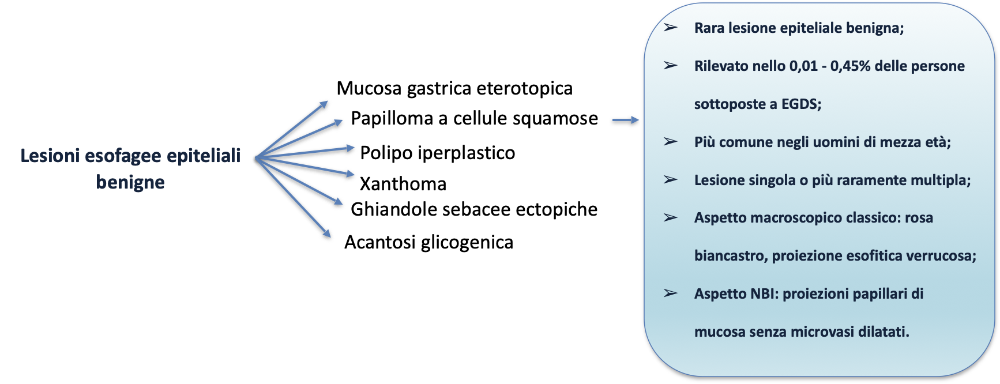 Lesioni esofagee epiteliali
benigne
Mucosa gastrica eterotopica
Papilloma a cellule squamose
Polipo iperplastico
Xanthoma
Ghiandole sebacee ectopiche
Acantosi glicogenica
➢ Rara lesione epiteliale benigna;
➢ Rilevato nello 0,01 - 0,45% delle persone
sottoposte a EGDS;
➢ Più comune negli uomini di mezza età;
➢ Lesione singola o più raramente multipla;
➢ Aspetto macroscopico classico: rosa
biancastro, proiezione esofitica verrucosa;
➢ Aspetto NBI: proiezioni papillari di
mucosa senza microvasi dilatati.